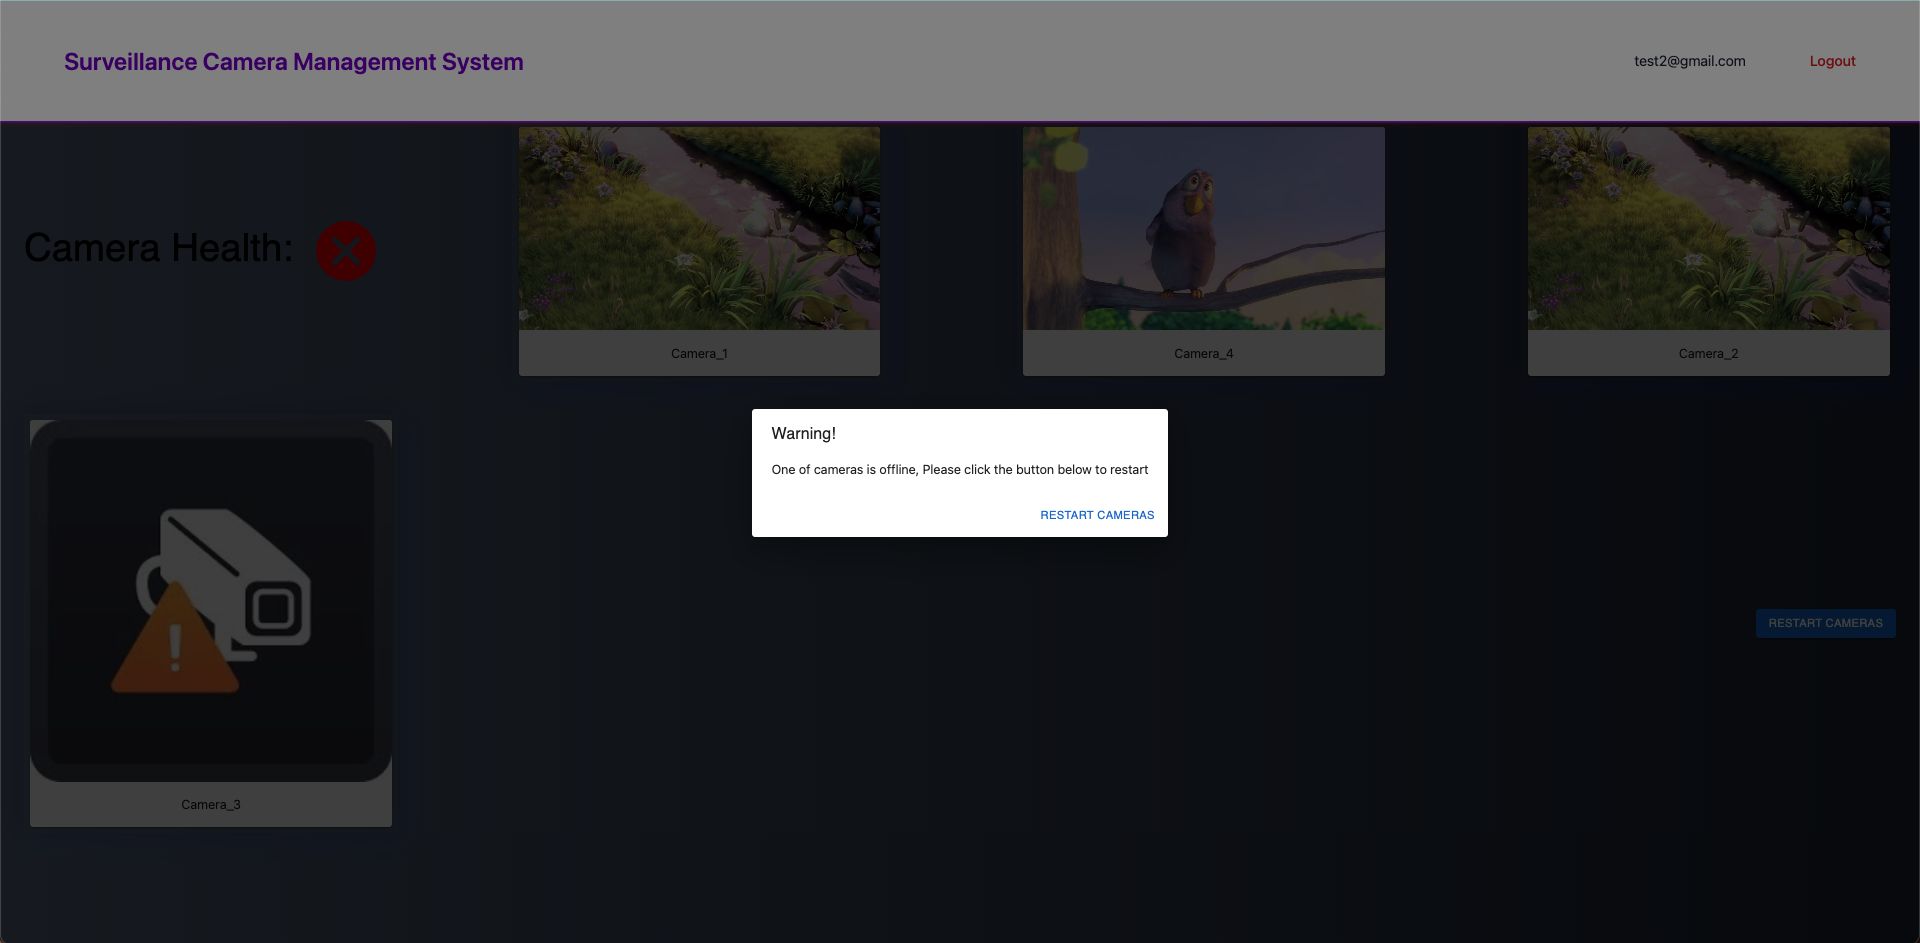 Surveillance Camera Management System
test2@gmail.com
Logout
Camera Health:
Camera_1
Camera_4
Camera_2
Warning!
One of cameras is offline, Please click the button below to restart
RESTART CAMERAS
RESTART CAMERAS
Camera_3